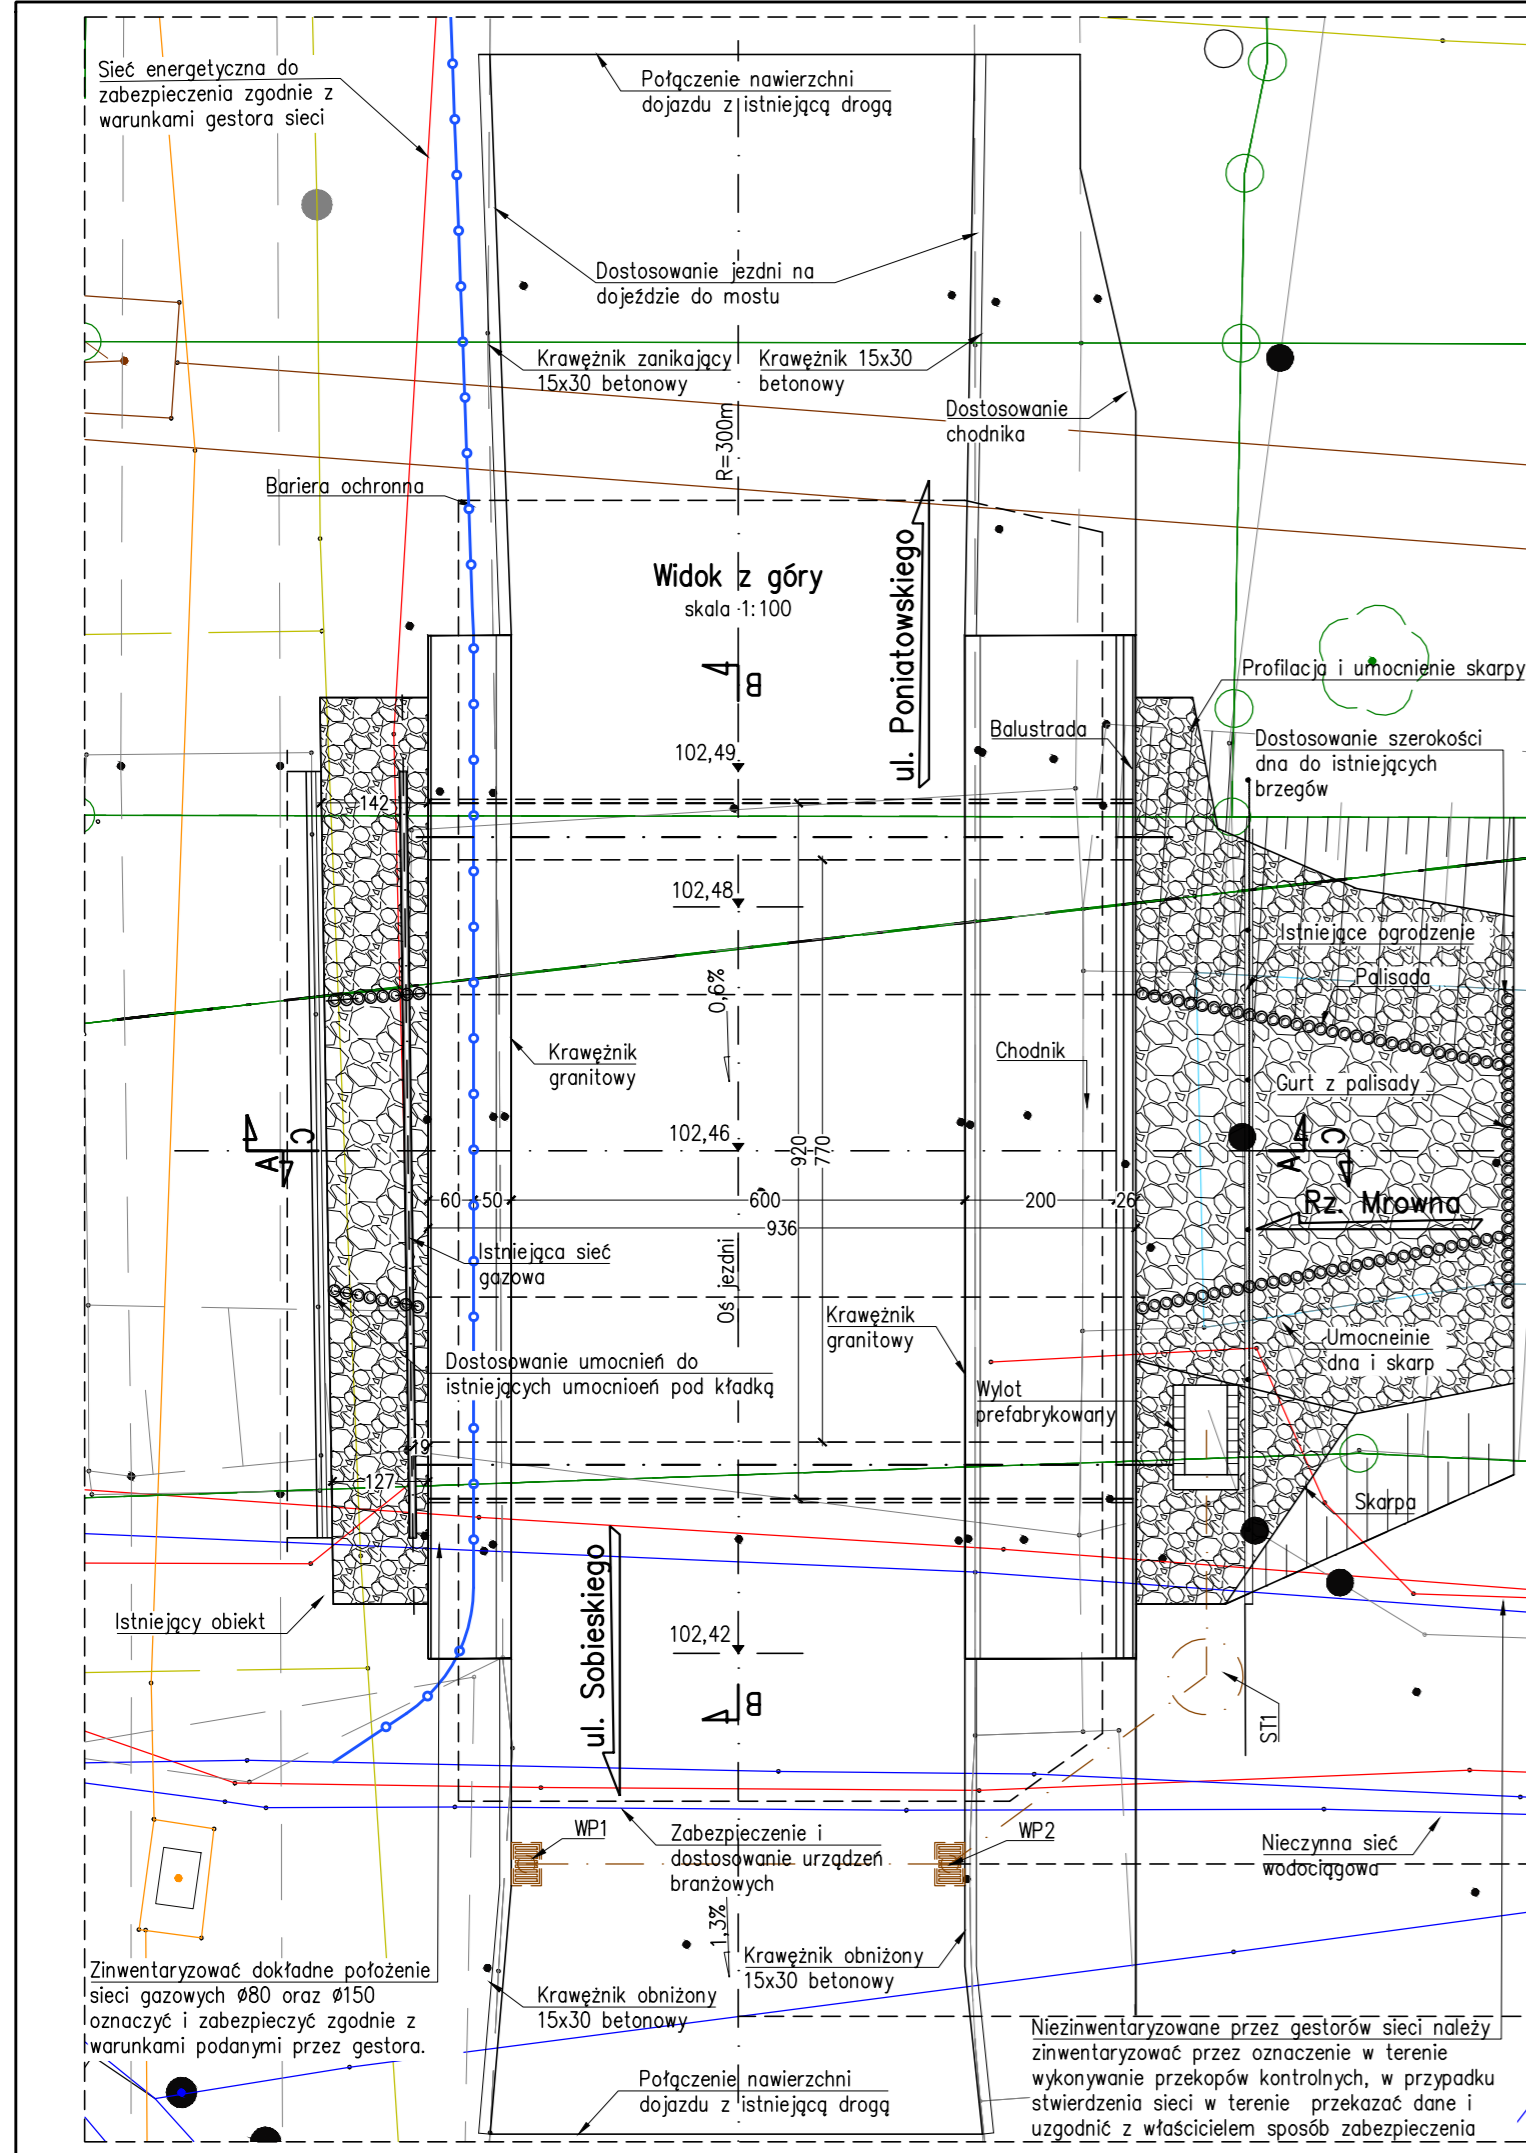 Sieć energetyczna do
zabezpieczenia zgodnie z
warunkami gestora sieci
Połączenie nawierzchni
dojazdu z istniejącą drogą
Dostosowanie jezdni na
dojeździe do mostu
Krawężnik zanikający
15x30 betonowy
Krawężnik 15x30
betonowy
Dostosowanie
chodnika
R=300m
Bariera ochronna
Widok z góry
skala 1:100
ul. Poniatowskiego
B
Profilacja i umocnienie skarpy
Balustrada
Dostosowanie szerokości
dna do istniejących
brzegów
102,49
142
102,48
Istniejące ogrodzenie
Palisada
0,6%
Krawężnik
granitowy
Chodnik
Gurt z palisady
C
A
102,46
920
770
C
A
60
50
600
200
26
936
Rz. Mrowna
Istniejąca sieć
gazowa
Oś jezdni
Krawężnik
granitowy
Umocneinie
dna i skarp
Dostosowanie umocnień do
istniejących umocnioeń pod kładką
Wylot
prefabrykowany
19
127
Skarpa
Istniejący obiekt
ul. Sobieskiego
102,42
B
ST1
WP1
Zabezpieczenie i
dostosowanie urządzeń
branżowych
WP2
Nieczynna sieć
wodociągowa
1,3%
Zinwentaryzować dokładne położenie
sieci gazowych ø80 oraz ø150
oznaczyć i zabezpieczyć zgodnie z
warunkami podanymi przez gestora.
Krawężnik obniżony
15x30 betonowy
Krawężnik obniżony
15x30 betonowy
Niezinwentaryzowane przez gestorów sieci należy
zinwentaryzować przez oznaczenie w terenie
wykonywanie przekopów kontrolnych, w przypadku
stwierdzenia sieci w terenie przekazać dane i
uzgodnić z właścicielem sposób zabezpieczenia
Połączenie nawierzchni
dojazdu z istniejącą drogą